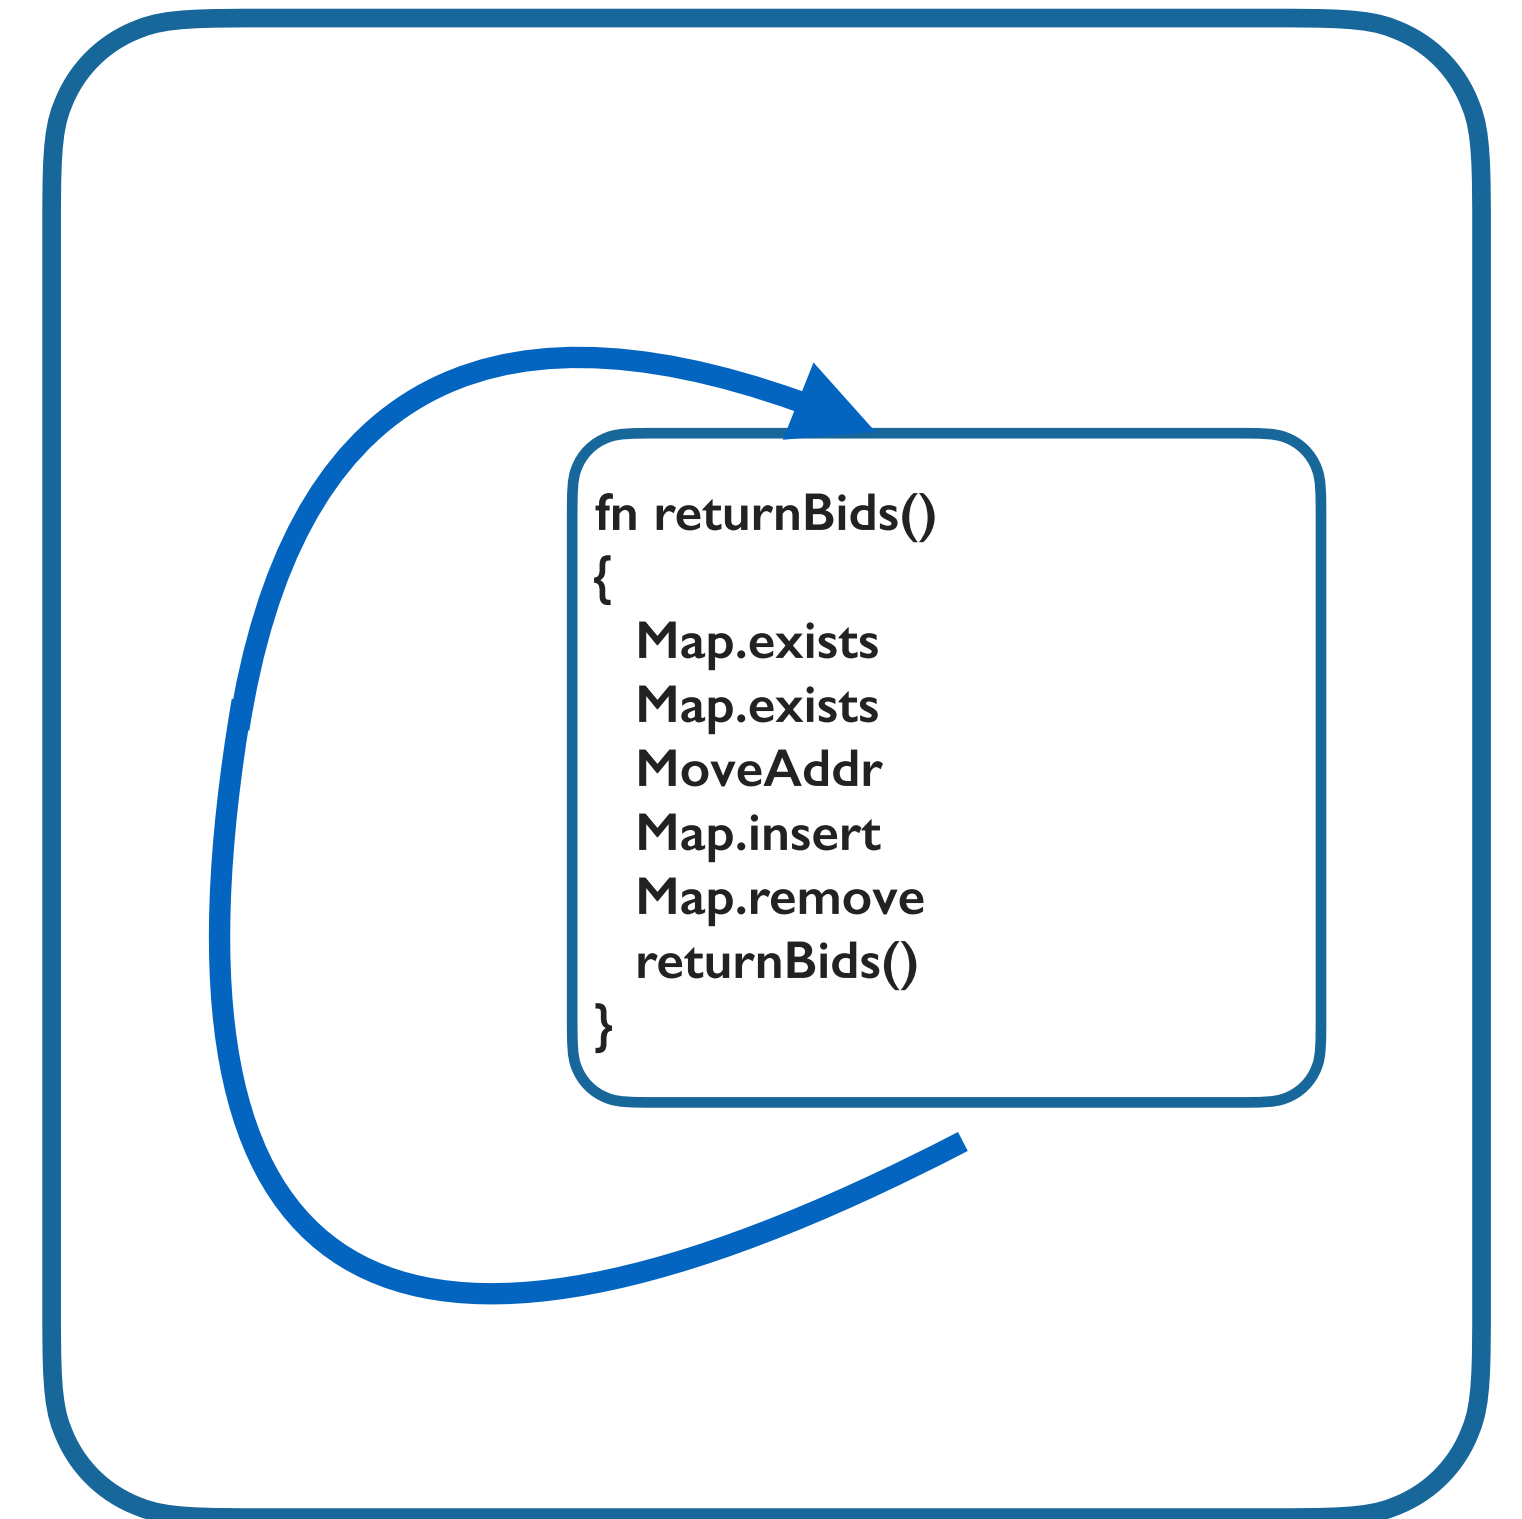 fn returnBids()
{
Map.exists
Map.exists
MoveAddr
Map.insert
Map.remove
returnBids()
}